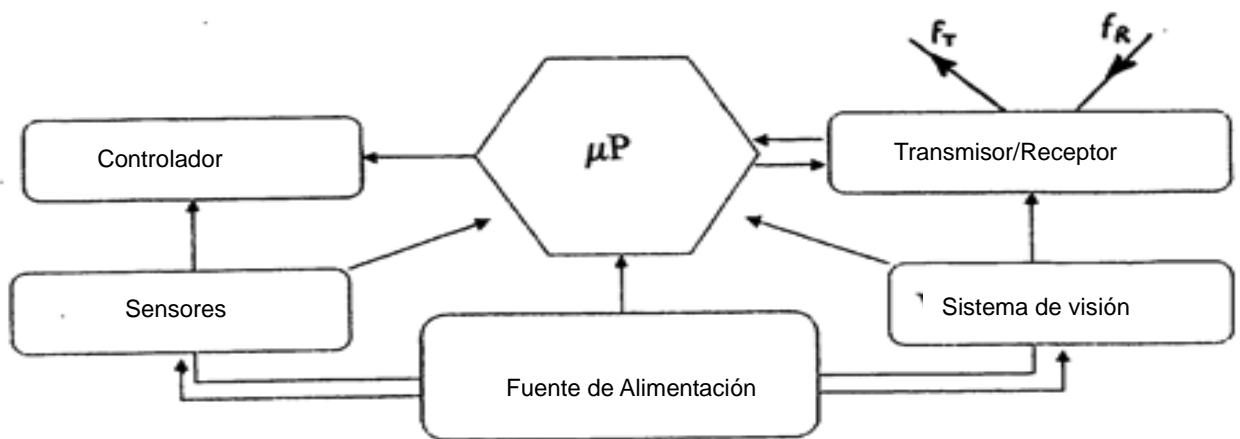 F_T
f_R
Controlador
μP
Transmisor/Receptor
Sensores
Sistema de visión
Fuente de Alimentación